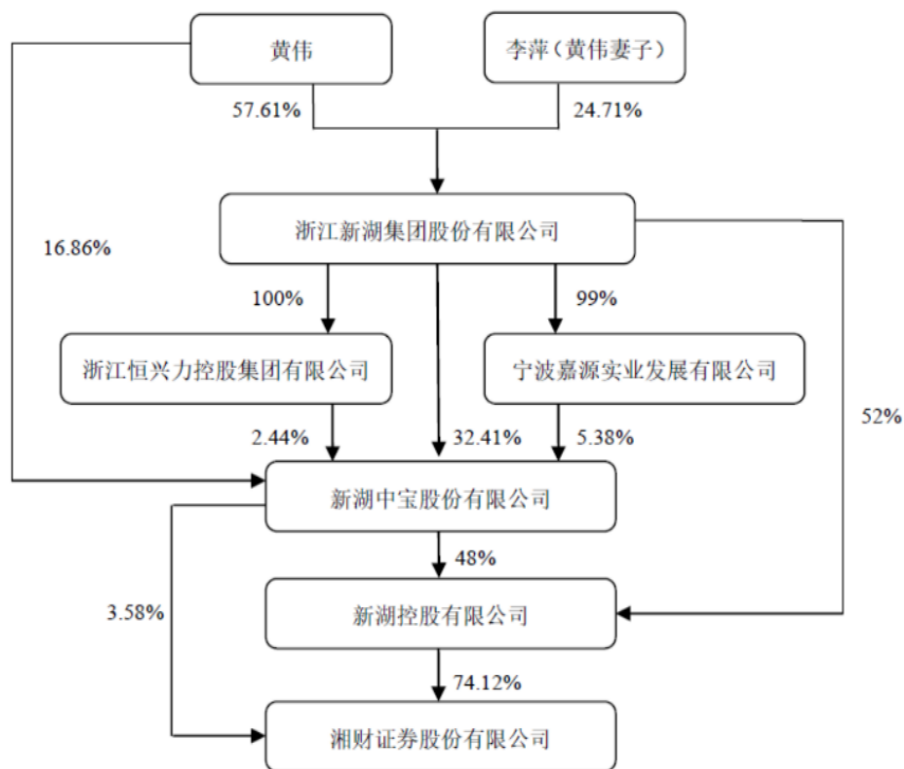 黄伟
李萍（黄伟妻子）
57.61%
24.71%
浙江新湖集团股份有限公司
16.86%
100%
99%
浙江恒兴力控股集团有限公司
宁波嘉源实业发展有限公司
52%
2.44%
32.41%
5.38%
新湖中宝股份有限公司
48%
3.58%
新湖控股有限公司
74.12%
湘财证券股份有限公司